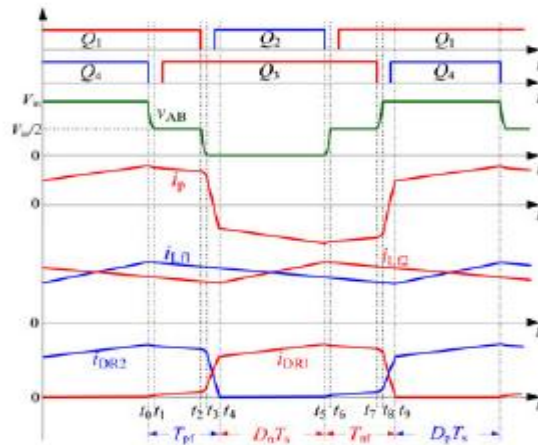 Q1 Q2 Q1
t
Q4 Q3 Q4
t
Vin
vAB
Vin/2
0
t
ip
0
t
iLf1 iLf2
0
t
iDR2 iDR1
0
t
t0 t1 t2 t3 t4 t5 t6 t7 t8 t9
Tpf DnTs Tnf DpTs